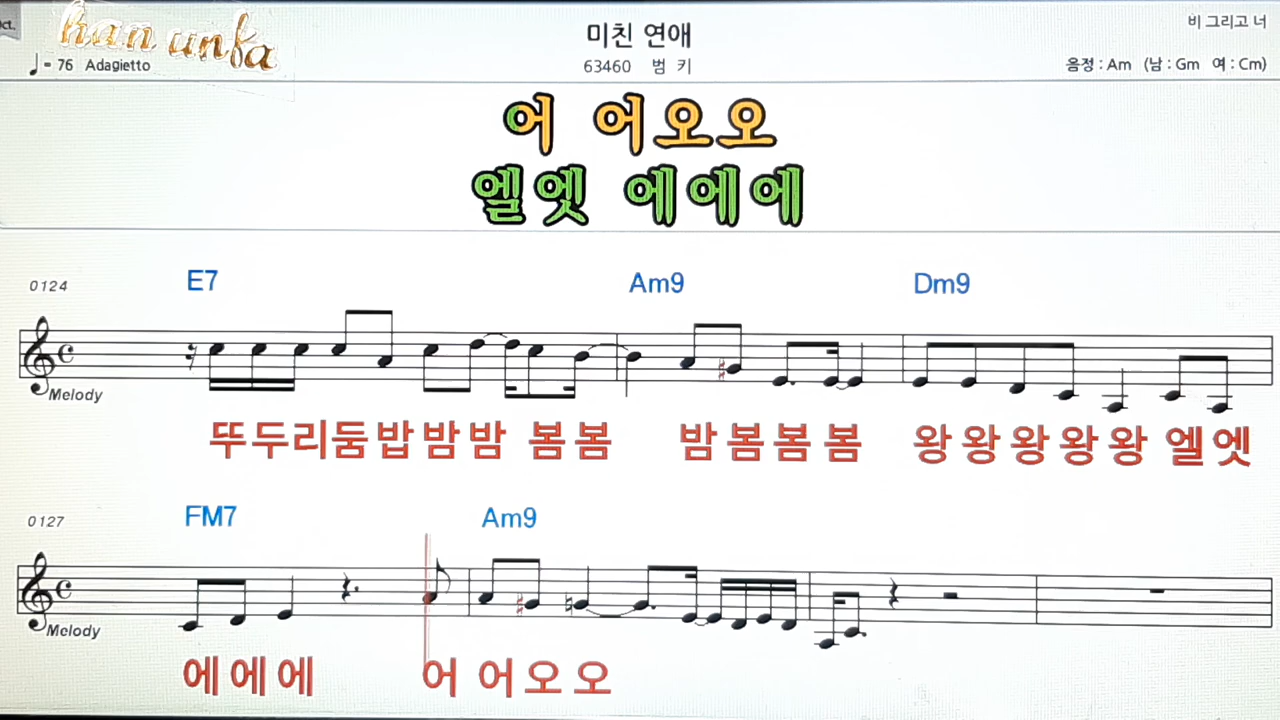 ct.
han unfa
미친 연애
비 그리고 너
♩= 76 Adagietto
63460 범 키
음정 : Am (남 : Gm 여 : Cm)
어 어오오
엘엣 에에에
0124 E7 Am9 Dm9
Melody
뚜두리둠밥밤밤 봄봄 밤봄봄봄 왕왕왕왕왕 엘엣
0127 FM7 Am9
Melody
에에에 어 어오오